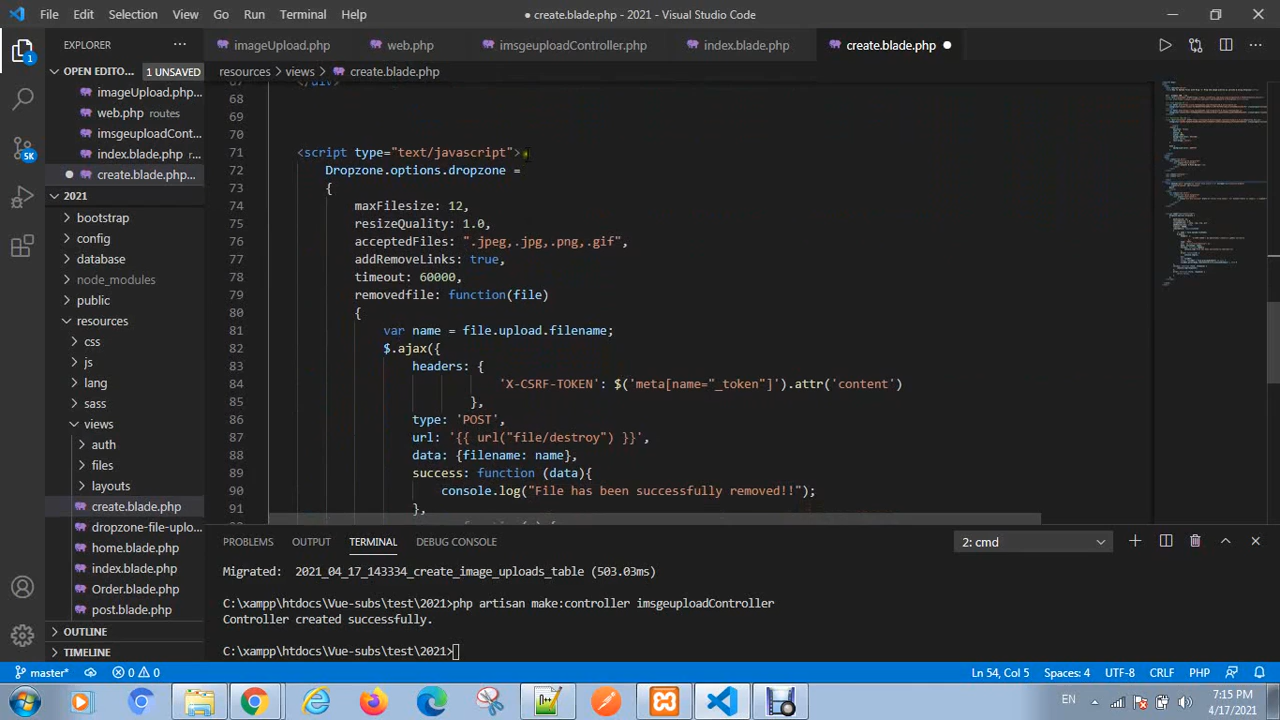 File Edit Selection View Go Run Terminal Help
● create.blade.php - 2021 - Visual Studio Code
EXPLORER
imageUpload.php web.php imsgeuploadController.php index.blade.php create.blade.php
resources > views > create.blade.php
OPEN EDITO... 1 UNSAVED
imageUpload.php...
web.php routes
imsgeuploadCont...
index.blade.php r...
create.blade.php...
2021
bootstrap
config
database
node_modules
public
resources
css
js
lang
sass
views
auth
files
layouts
create.blade.php
dropzone-file-uplo...
home.blade.php
index.blade.php
Order.blade.php
post.blade.php
OUTLINE
TIMELINE
67 </div>
68
69
70
71 <script type="text/javascript">
72 Dropzone.options.dropzone =
73 {
74 maxFilesize: 12,
75 resizeQuality: 1.0,
76 acceptedFiles: ".jpeg,.jpg,.png,.gif",
77 addRemoveLinks: true,
78 timeout: 60000,
79 removedfile: function(file)
80 {
81 var name = file.upload.filename;
82 $.ajax({
83 headers: {
84 'X-CSRF-TOKEN': $('meta[name="_token"]').attr('content')
85 },
86 type: 'POST',
87 url: '{{ url("file/destroy") }}',
88 data: {filename: name},
89 success: function (data){
90 console.log("File has been successfully removed!!");
91 },
PROBLEMS OUTPUT TERMINAL DEBUG CONSOLE
2: cmd
Migrated: 2021_04_17_143334_create_image_uploads_table (503.03ms)
C:\xampp\htdocs\Vue-subs\test\2021>php artisan make:controller imsgeuploadController
Controller created successfully.
C:\xampp\htdocs\Vue-subs\test\2021>
master* 0 0
Ln 54, Col 5 Spaces: 4 UTF-8 CRLF PHP
EN
7:15 PM
4/17/2021